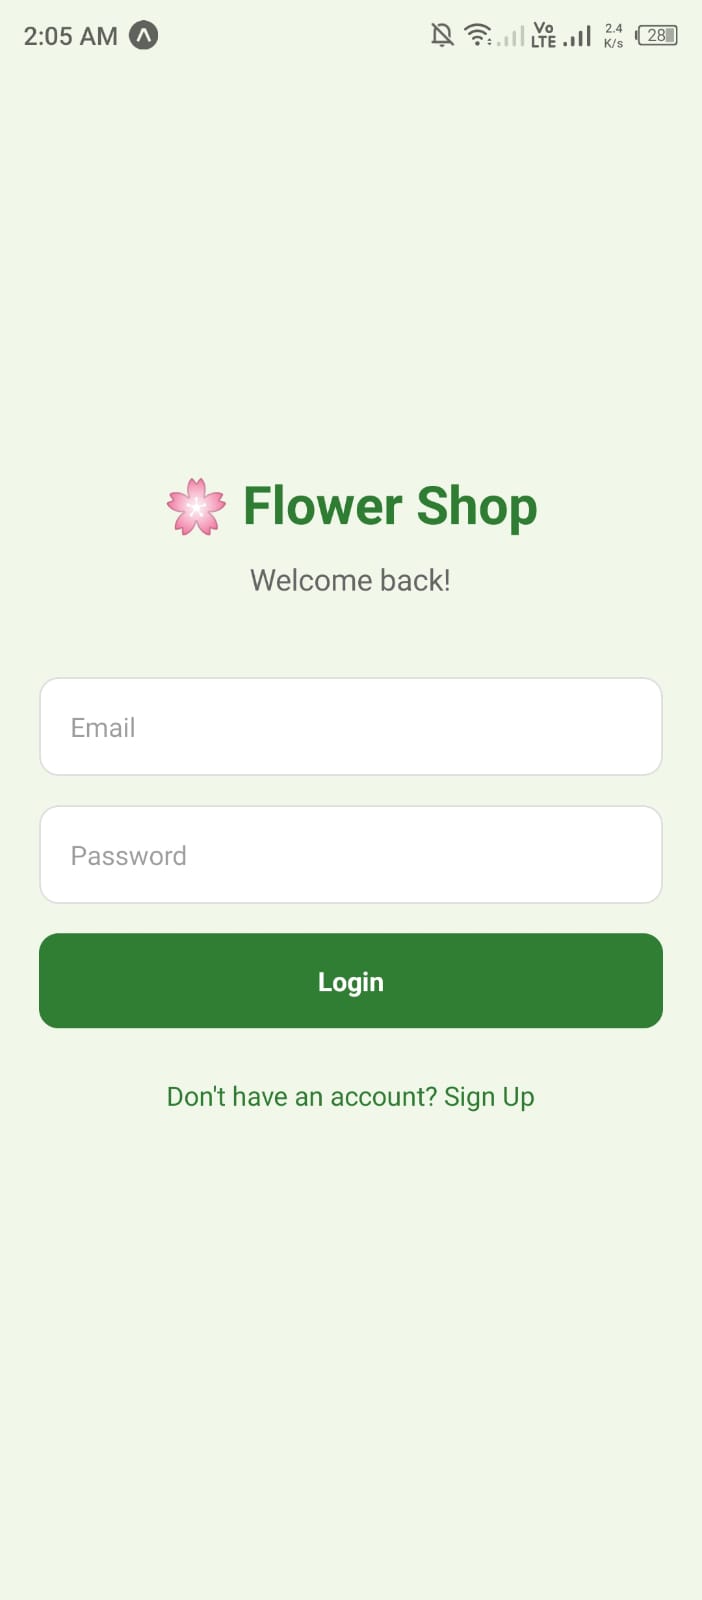 2:05 AM
Vo LTE 2.4 K/s 28
🌸 Flower Shop
Welcome back!
Email
Password
Login
Don't have an account? Sign Up